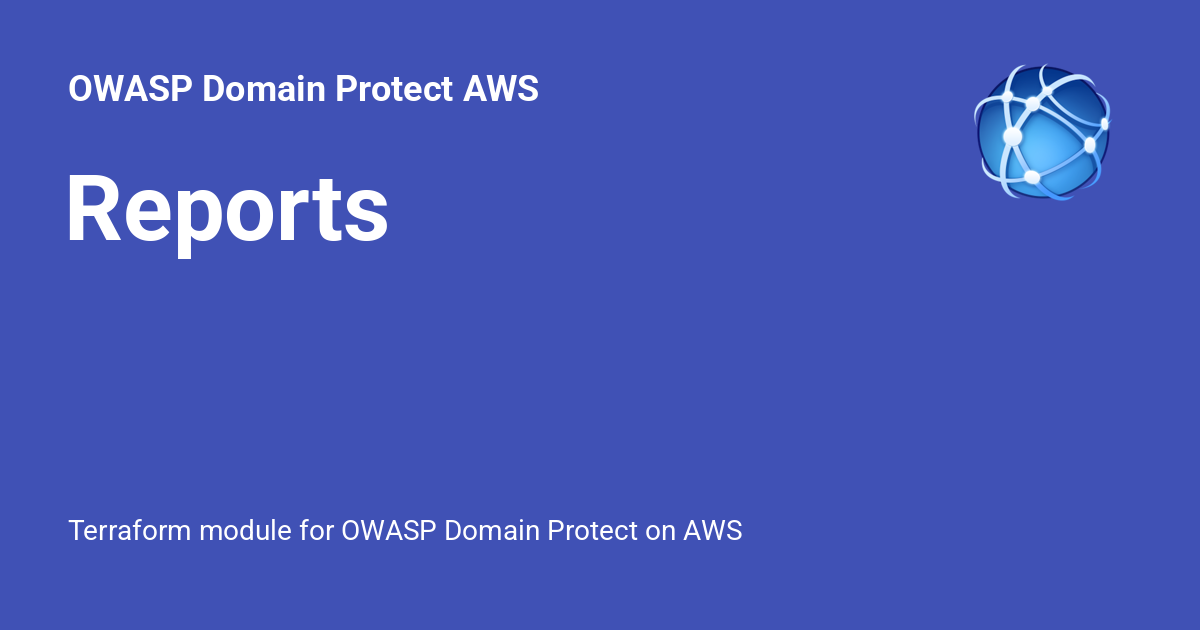 OWASP Domain Protect AWS
Reports
Terraform module for OWASP Domain Protect on AWS